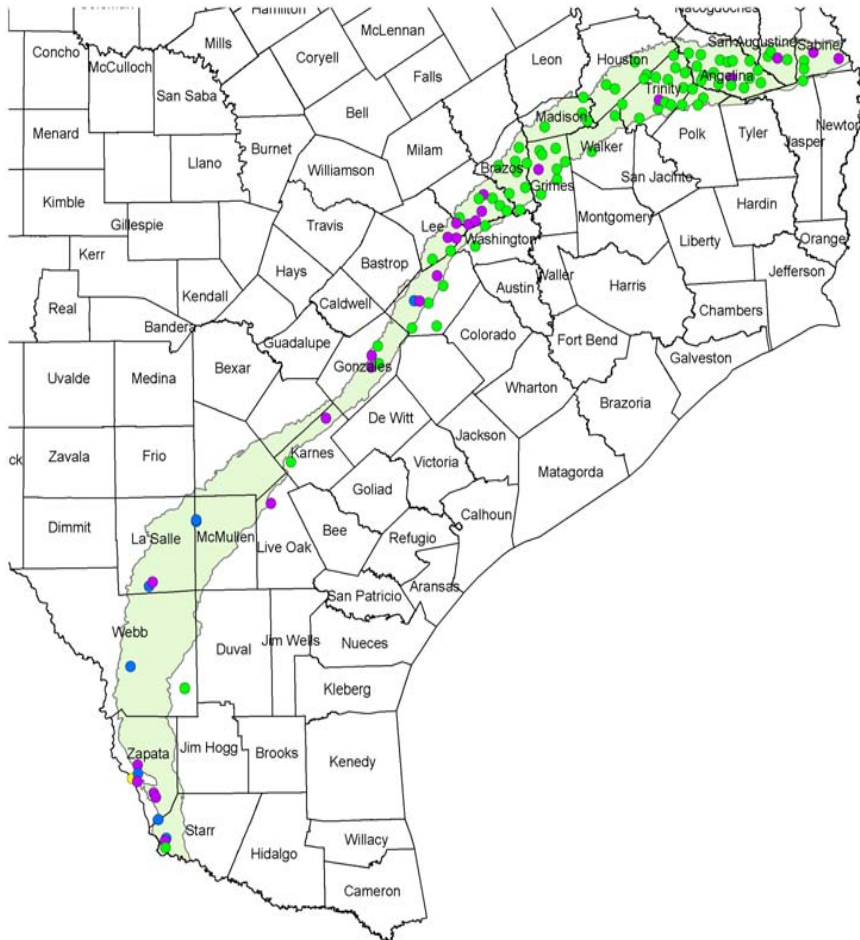 Nacogdoches
Hamilton
McLennan
San Augustine
Sabine
Concho
Mills
Houston
McCulloch
Coryell
Leon
Falls
Angelina
San Saba
Trinity
Bell
Madison
Newton
Menard
Polk
Tyler
Burnet
Milam
Walker
Jasper
Llano
Williamson
Brazos
San Jacinto
Kimble
Grimes
Hardin
Travis
Lee
Montgomery
Gillespie
Washington
Orange
Kerr
Bastrop
Liberty
Hays
Waller
Jefferson
Kendall
Austin
Harris
Real
Caldwell
Chambers
Bandera
Colorado
Guadalupe
Fort Bend
Galveston
Bexar
Gonzales
Uvalde
Medina
Wharton
Brazoria
De Witt
Jackson
Zavala
Frio
Karnes
Victoria
Matagorda
ck
Goliad
Calhoun
Dimmit
La Salle
McMullen
Bee
Refugio
Live Oak
Aransas
San Patricio
Webb
Duval
Jim Wells
Nueces
Kleberg
Zapata
Jim Hogg
Brooks
Kenedy
Starr
Willacy
Hidalgo
Cameron